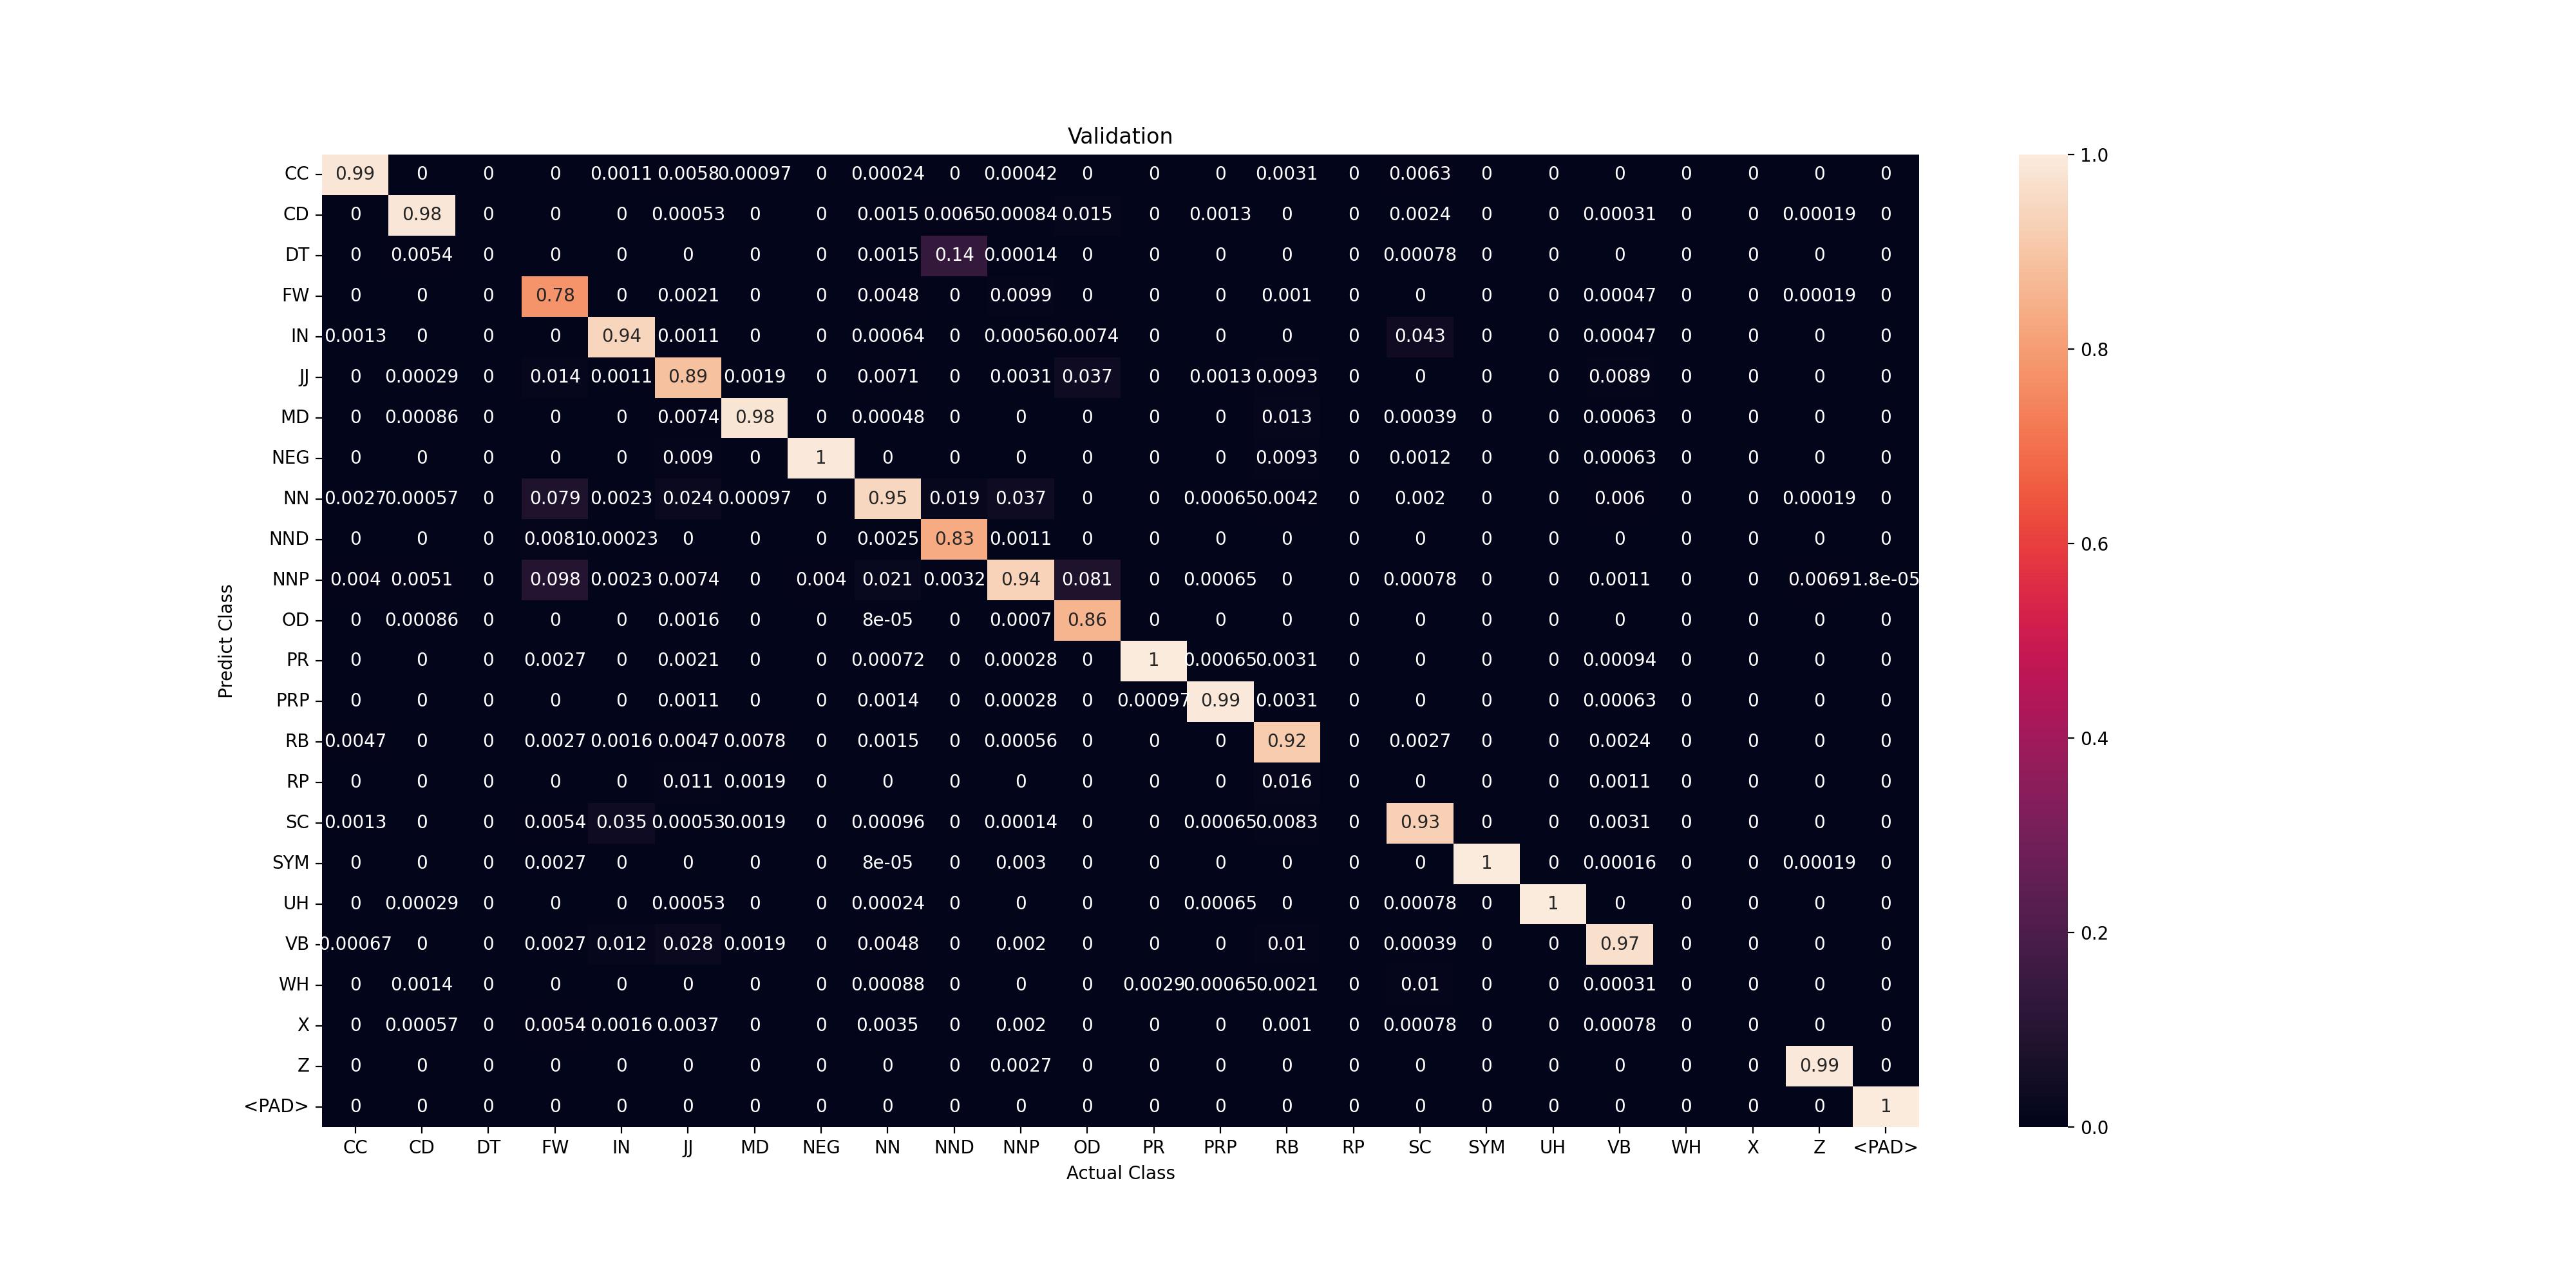 Validation
CC 0.99 0 0 0 0.0011 0.0058 0.00097 0 0.00024 0 0.00042 0 0 0 0.0031 0 0.0063 0 0 0 0 0 0 0
CD 0 0.98 0 0 0 0.00053 0 0 0.0015 0.0065 0.00084 0.015 0 0.0013 0 0 0.0024 0 0 0.00031 0 0 0.00019 0
DT 0 0.0054 0 0 0 0 0 0 0.0015 0.14 0.00014 0 0 0 0 0 0.00078 0 0 0 0 0 0 0
FW 0 0 0 0.78 0 0.0021 0 0 0.0048 0 0.0099 0 0 0 0.001 0 0 0 0 0.00047 0 0 0.00019 0
IN 0.0013 0 0 0 0.94 0.0011 0 0 0.00064 0 0.00056 0.0074 0 0 0 0 0.043 0 0 0.00047 0 0 0 0
JJ 0 0.00029 0 0.014 0.0011 0.89 0.0019 0 0.0071 0 0.0031 0.037 0 0.0013 0.0093 0 0 0 0 0.0089 0 0 0 0
MD 0 0.00086 0 0 0 0.0074 0.98 0 0.00048 0 0 0 0 0 0.013 0 0.00039 0 0 0.00063 0 0 0 0
NEG 0 0 0 0 0 0.009 0 1 0 0 0 0 0 0 0.0093 0 0.0012 0 0 0.00063 0 0 0 0
NN 0.0027 0.00057 0 0.079 0.0023 0.024 0.00097 0 0.95 0.019 0.037 0 0 0.00065 0.0042 0 0.002 0 0 0.006 0 0 0.00019 0
NND 0 0 0 0.0081 0.00023 0 0 0 0.0025 0.83 0.0011 0 0 0 0 0 0 0 0 0 0 0 0 0
NNP 0.004 0.0051 0 0.098 0.0023 0.0074 0 0.004 0.021 0.0032 0.94 0.081 0 0.00065 0 0 0.00078 0 0 0.0011 0 0 0.0069 1.8e-05
OD 0 0.00086 0 0 0 0.0016 0 0 8e-05 0 0.0007 0.86 0 0 0 0 0 0 0 0 0 0 0 0
PR 0 0 0 0.0027 0 0.0021 0 0 0.00072 0 0.00028 0 1 0.00065 0.0031 0 0 0 0 0.00094 0 0 0 0
PRP 0 0 0 0 0 0.0011 0 0 0.0014 0 0.00028 0 0.00097 0.99 0.0031 0 0 0 0 0.00063 0 0 0 0
RB 0.0047 0 0 0.0027 0.0016 0.0047 0.0078 0 0.0015 0 0.00056 0 0 0 0.92 0 0.0027 0 0 0.0024 0 0 0 0
RP 0 0 0 0 0 0.011 0.0019 0 0 0 0 0 0 0 0.016 0 0 0 0 0.0011 0 0 0 0
SC 0.0013 0 0 0.0054 0.035 0.00053 0.0019 0 0.00096 0 0.00014 0 0 0.00065 0.0083 0 0.93 0 0 0.0031 0 0 0 0
SYM 0 0 0 0.0027 0 0 0 0 8e-05 0 0.003 0 0 0 0 0 0 1 0 0.00016 0 0 0.00019 0
UH 0 0.00029 0 0 0 0.00053 0 0 0.00024 0 0 0 0 0.00065 0 0 0.00078 0 1 0 0 0 0 0
VB 0.00067 0 0 0.0027 0.012 0.028 0.0019 0 0.0048 0 0.002 0 0 0 0.01 0 0.00039 0 0 0.97 0 0 0 0
WH 0 0.0014 0 0 0 0 0 0 0.00088 0 0 0 0.0029 0.00065 0.0021 0 0.01 0 0 0.00031 0 0 0 0
X 0 0.00057 0 0.0054 0.0016 0.0037 0 0 0.0035 0 0.002 0 0 0 0.001 0 0.00078 0 0 0.00078 0 0 0 0
Z 0 0 0 0 0 0 0 0 0 0 0.0027 0 0 0 0 0 0 0 0 0 0 0 0.99 0
<PAD> 0 0 0 0 0 0 0 0 0 0 0 0 0 0 0 0 0 0 0 0 0 0 0 1
CC CD DT FW IN JJ MD NEG NN NND NNP OD PR PRP RB RP SC SYM UH VB WH X Z <PAD>
Actual Class
Predict Class
1.0
0.8
0.6
0.4
0.2
0.0